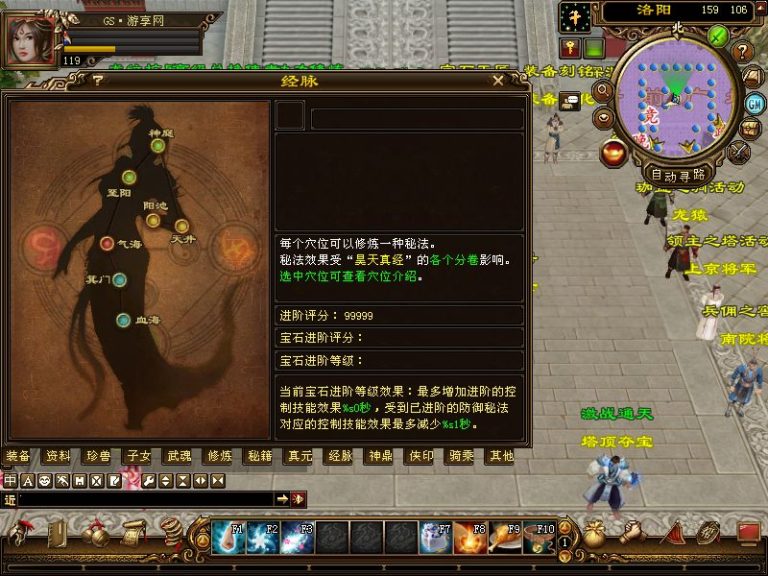 GS·游享网
119
洛阳 159 106
北
GM
自动寻路
经脉
神庭
至阳
阳池
天井
气海
箕门
血海
每个穴位可以修炼一种秘法。
秘法效果受“昊天真经”的各个分卷影响。
选中穴位可查看穴位介绍。
进阶评分：99999
宝石进阶评分：
宝石进阶等级：
当前宝石进阶等级效果：最多增加进阶的控
制技能效果%s0秒，受到已进阶的防御秘法
对应的控制技能效果最多减少%s1秒。
龙猿
领主之塔活动
上京将军
兵佣之窟
南院将
激战通天
塔顶夺宝
装备 资料 珍兽 子女 武魂 修炼 秘籍 真元 经脉 神鼎 侠印 骑乘 其他
近
F1 F2 F3 F7 F8 F9 F10
1